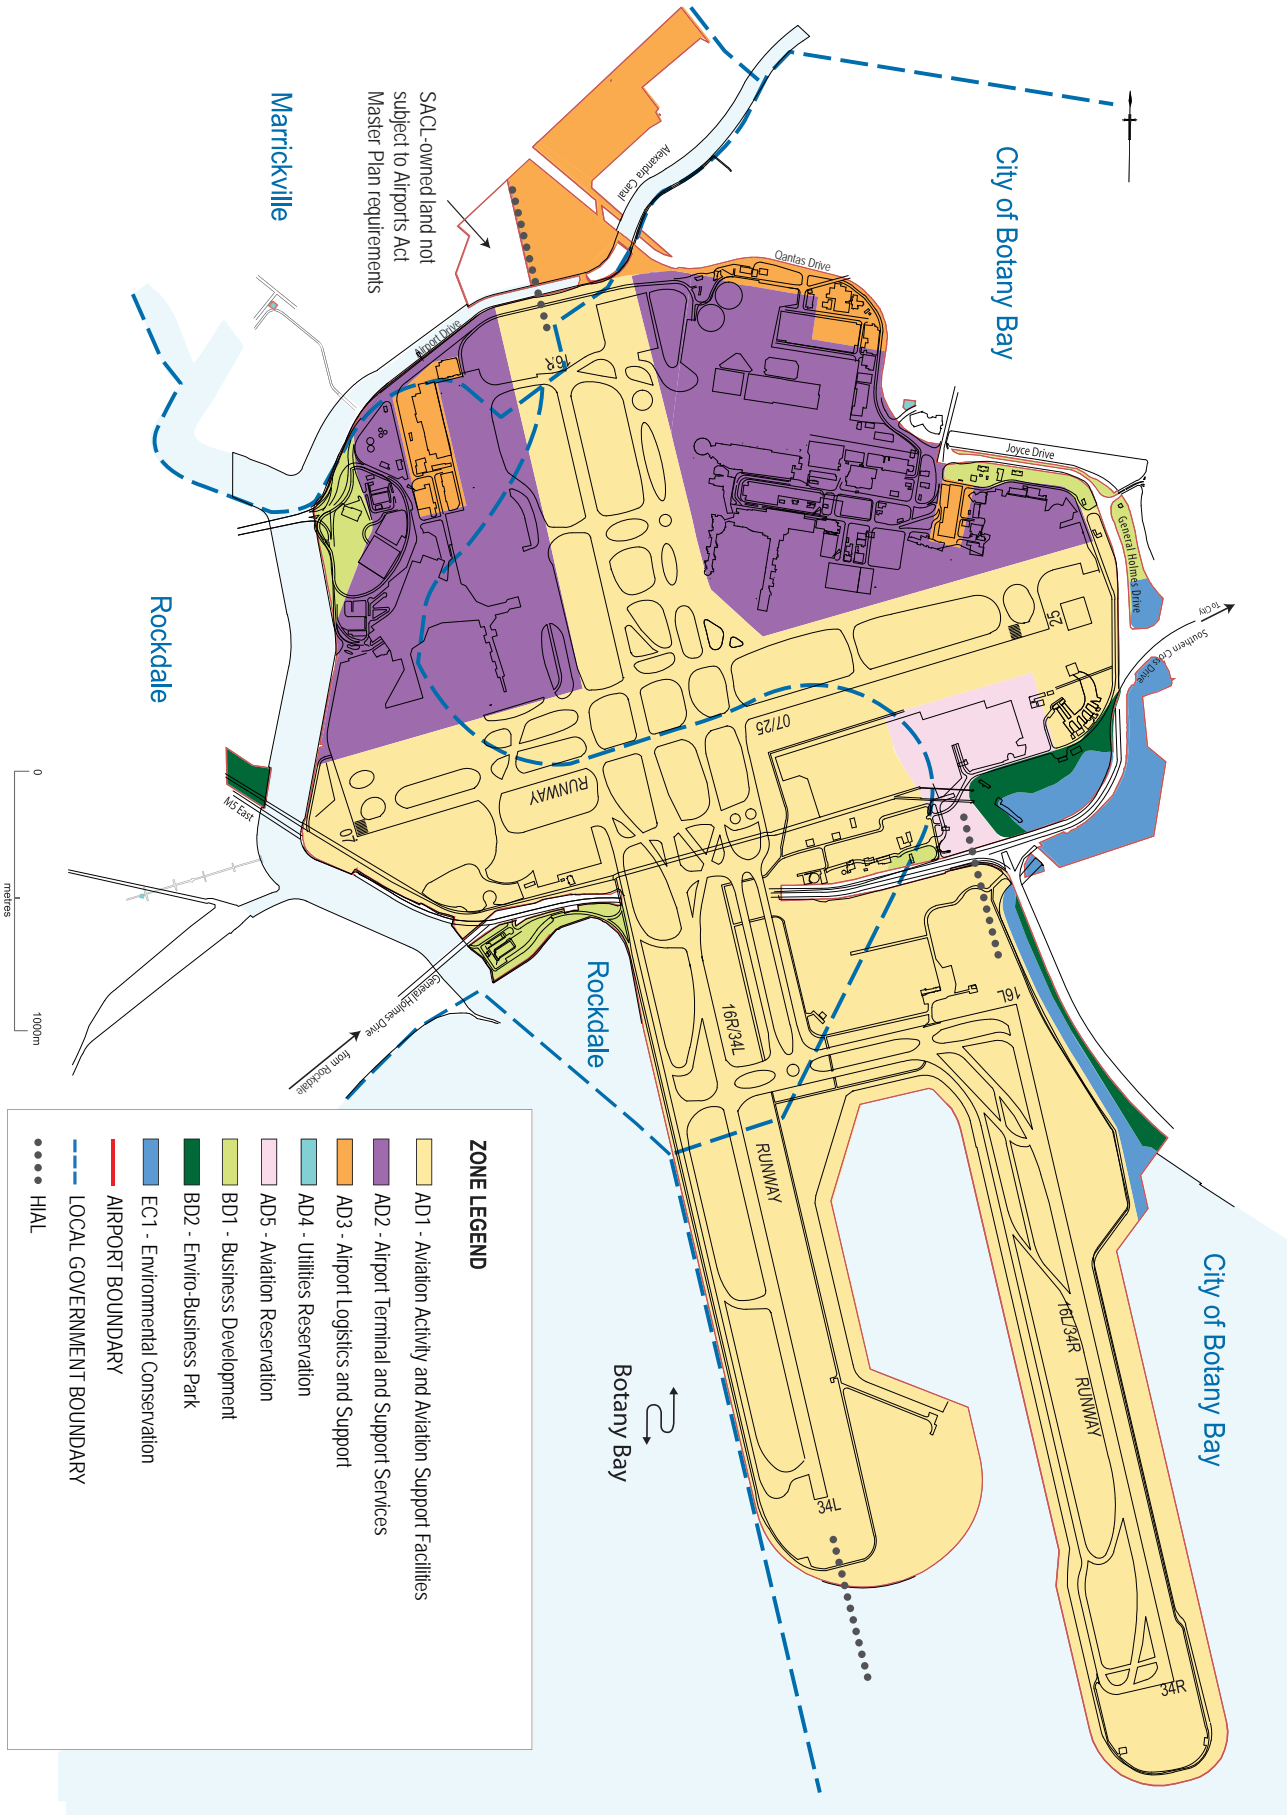 City of Botany Bay
Marrickville
SACL-owned land not
subject to Airports Act
Master Plan requirements
Alexandra Canal
Qantas Drive
Airport Drive
16R
Joyce Drive
General Holmes Drive
To City
Southern Cross Drive
25
07/25
RUNWAY
07
Rockdale
M5 East
0
metres
1000m
General Holmes Drive
from Rockdale
Rockdale
16R/34L
RUNWAY
34L
16L
16L/34R
RUNWAY
34R
City of Botany Bay
Botany Bay
ZONE LEGEND
AD1 - Aviation Activity and Aviation Support Facilities
AD2 - Airport Terminal and Support Services
AD3 - Airport Logistics and Support
AD4 - Utilities Reservation
AD5 - Aviation Reservation
BD1 - Business Development
BD2 - Enviro-Business Park
EC1 - Environmental Conservation
AIRPORT BOUNDARY
LOCAL GOVERNMENT BOUNDARY
HIAL